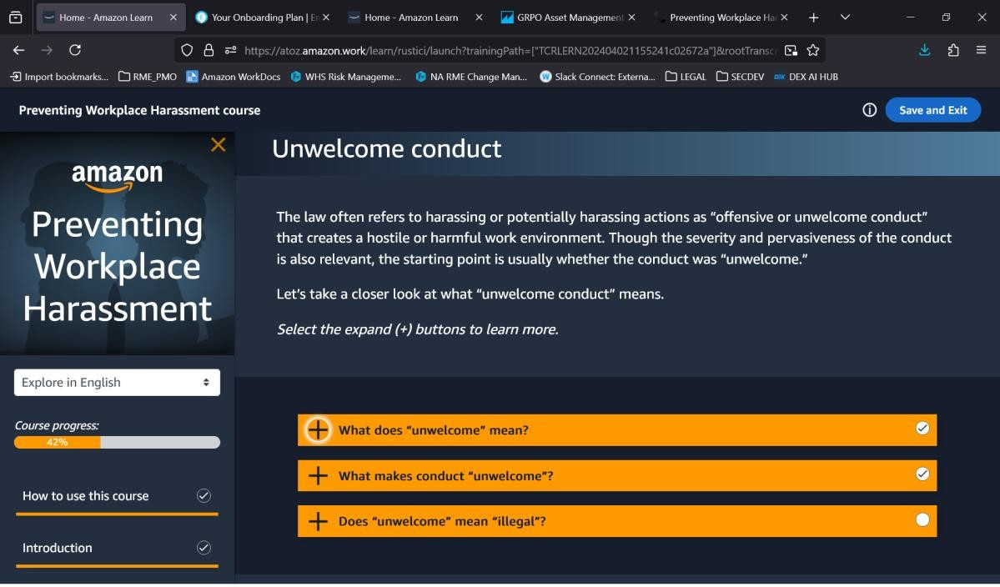 Home - Amazon Learn
Your Onboarding Plan | Em
Home - Amazon Learn
GRPO Asset Management
Preventing Workplace Har
https://atoz.amazon.work/learn/rustici/launch?trainingPath=["TCRLERN202404021155241c02672a"]&rootTranscr
Import bookmarks...
RME_PMO
Amazon WorkDocs
WHS Risk Manageme...
NA RME Change Man...
Slack Connect: Externa...
LEGAL
SECDEV
DEX AI HUB
Preventing Workplace Harassment course
Save and Exit
amazon
Preventing
Workplace
Harassment
Explore in English
Course progress:
42%
How to use this course
Introduction
Unwelcome conduct
The law often refers to harassing or potentially harassing actions as “offensive or unwelcome conduct”
that creates a hostile or harmful work environment. Though the severity and pervasiveness of the conduct
is also relevant, the starting point is usually whether the conduct was “unwelcome.”
Let’s take a closer look at what “unwelcome conduct” means.
Select the expand (+) buttons to learn more.
What does “unwelcome” mean?
What makes conduct “unwelcome”?
Does “unwelcome” mean “illegal”?